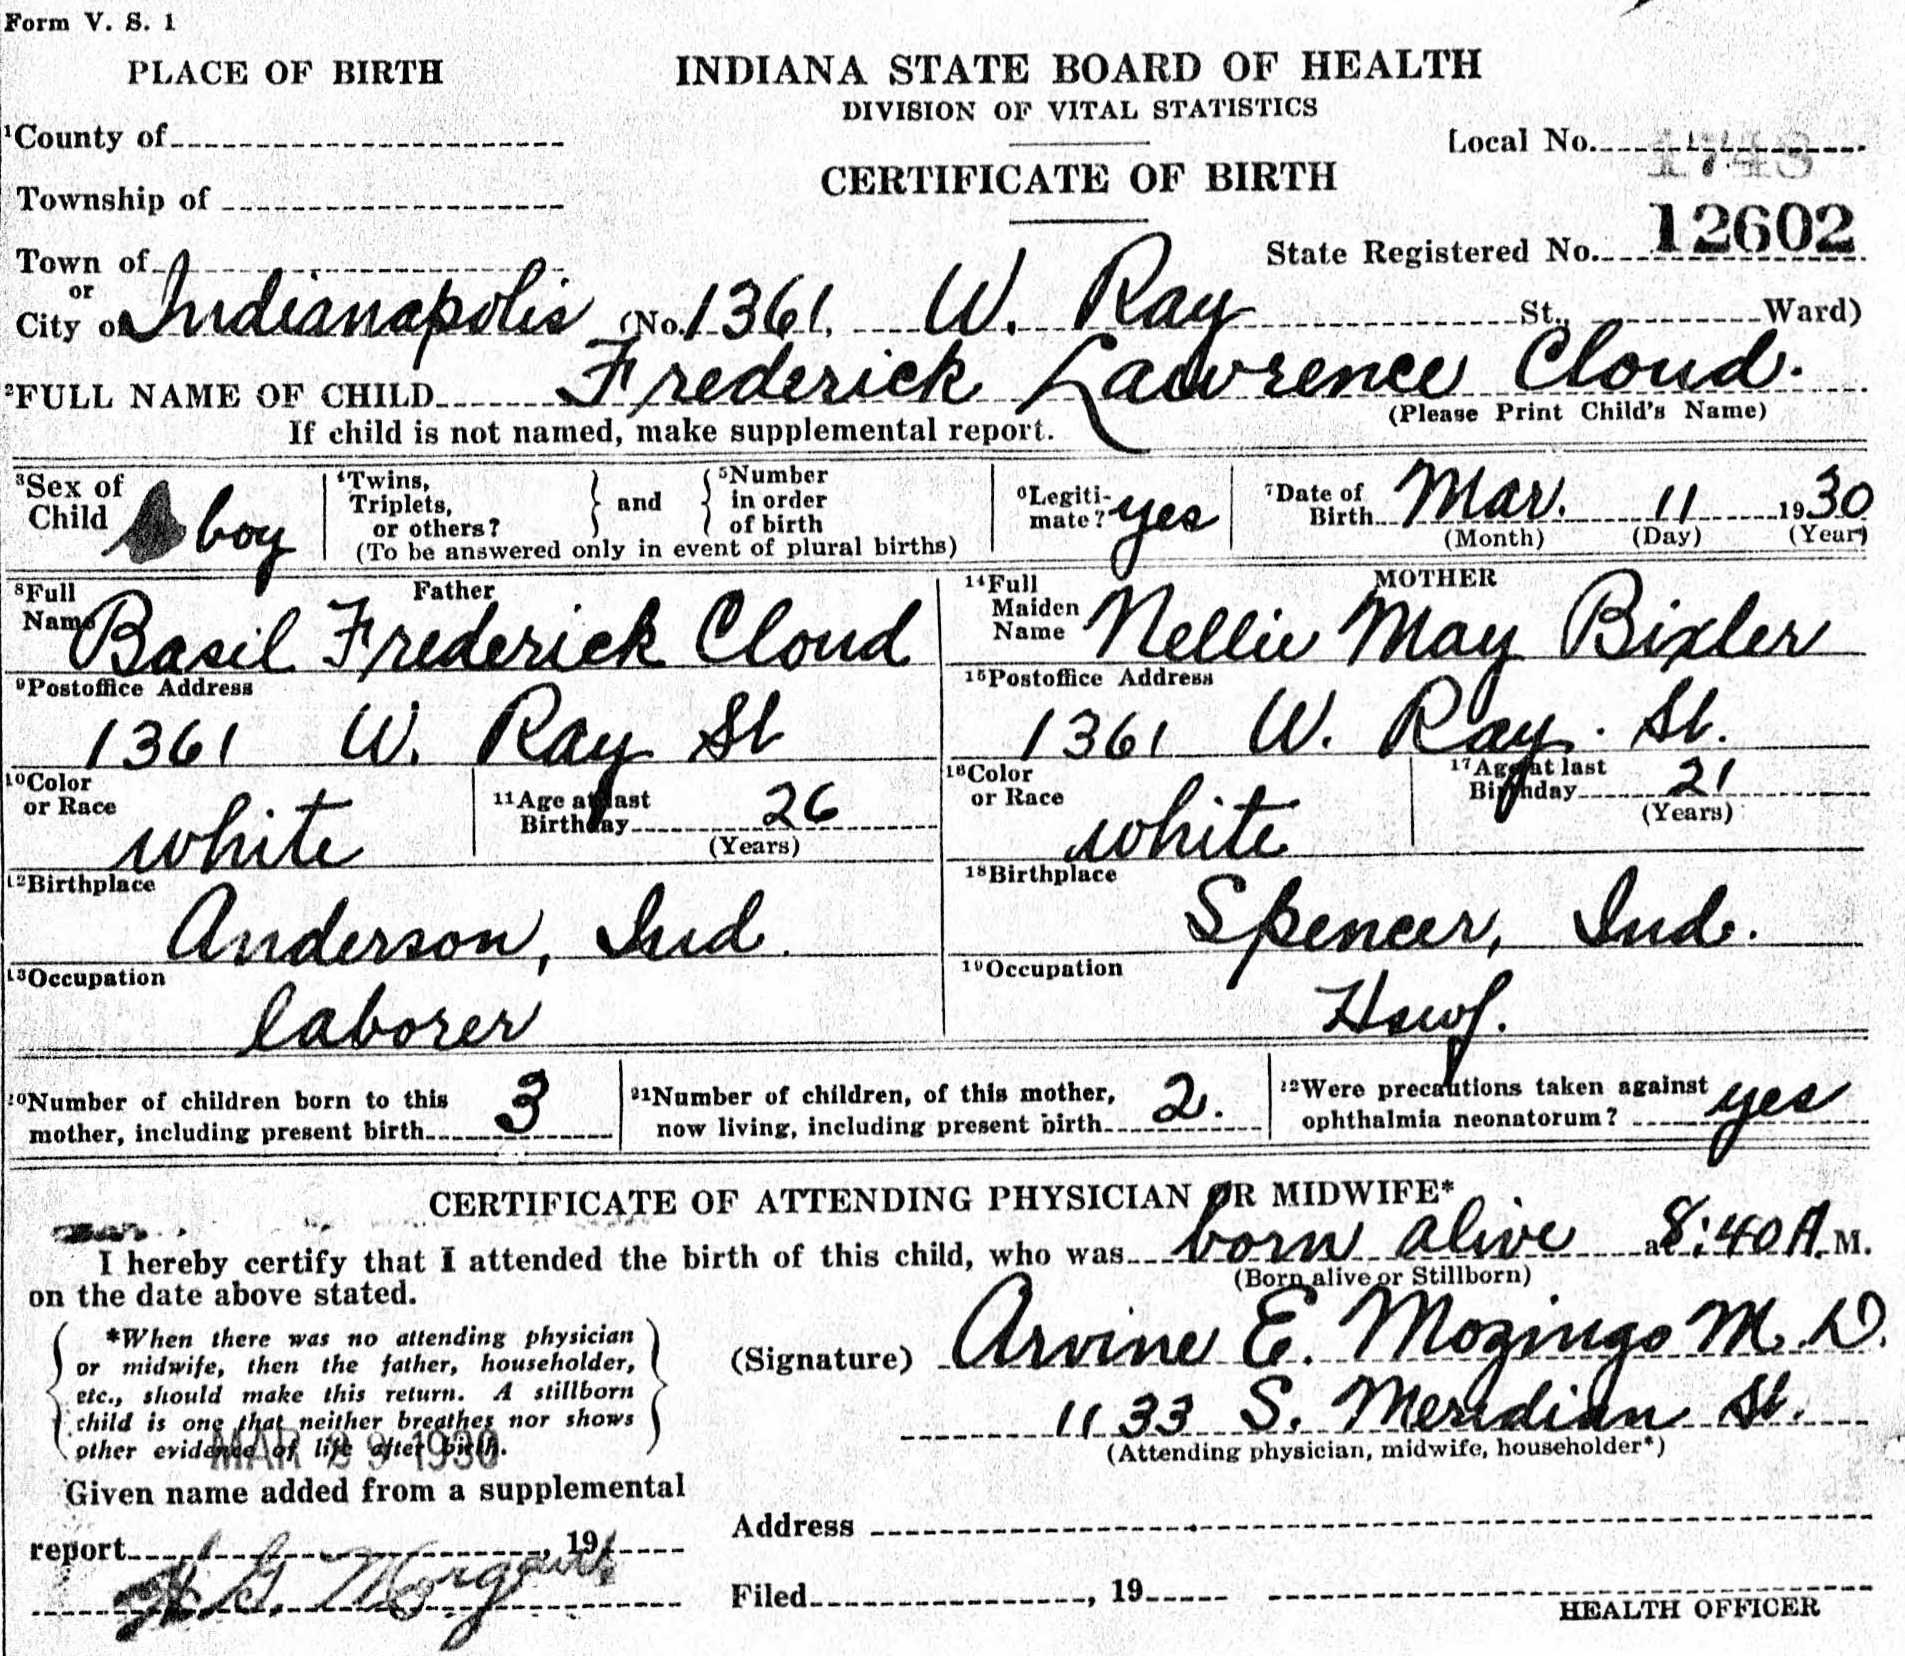 Form V. S. 1
PLACE OF BIRTH
INDIANA STATE BOARD OF HEALTH
DIVISION OF VITAL STATISTICS
¹County of
Local No. 1743
CERTIFICATE OF BIRTH
Township of
State Registered No. 12602
Town of
or
City of Indianapolis (No. 1361 W. Ray St., Ward)
²FULL NAME OF CHILD Frederick Lawrence Cloud.
(Please Print Child's Name)
If child is not named, make supplemental report.
³Sex of Child boy
⁴Twins, Triplets, or others? } and { ⁵Number in order of birth
(To be answered only in event of plural births)
⁶Legitimate? yes
⁷Date of Birth Mar. 11 1930
(Month) (Day) (Year)
Father
⁸Full Name Basil Frederick Cloud
MOTHER
¹⁴Full Maiden Name Nellie May Bixler
⁹Postoffice Address
1361 W. Ray St
¹⁵Postoffice Address
1361 W. Ray. St.
¹⁰Color or Race white
¹¹Age at last Birthday 26
(Years)
¹⁶Color or Race white
¹⁷Age at last Birthday 21
(Years)
¹²Birthplace
Anderson, Ind.
¹⁸Birthplace
Spencer, Ind.
¹³Occupation
laborer
¹⁹Occupation
Hswf.
²⁰Number of children born to this mother, including present birth 3
²¹Number of children, of this mother, now living, including present birth 2.
²²Were precautions taken against ophthalmia neonatorum? yes
CERTIFICATE OF ATTENDING PHYSICIAN OR MIDWIFE*
I hereby certify that I attended the birth of this child, who was born alive at 8:40 A. M.
(Born alive or Stillborn)
on the date above stated.
*When there was no attending physician
or midwife, then the father, householder,
etc., should make this return. A stillborn
child is one that neither breathes nor shows
other evidence of life after birth.
MAR 29 1930
(Signature) Arvine E. Mozingo M. D.
1133 S. Meridian St.
(Attending physician, midwife, householder*)
Given name added from a supplemental
report , 191
H. G. Morgan
Address
Filed , 19
HEALTH OFFICER